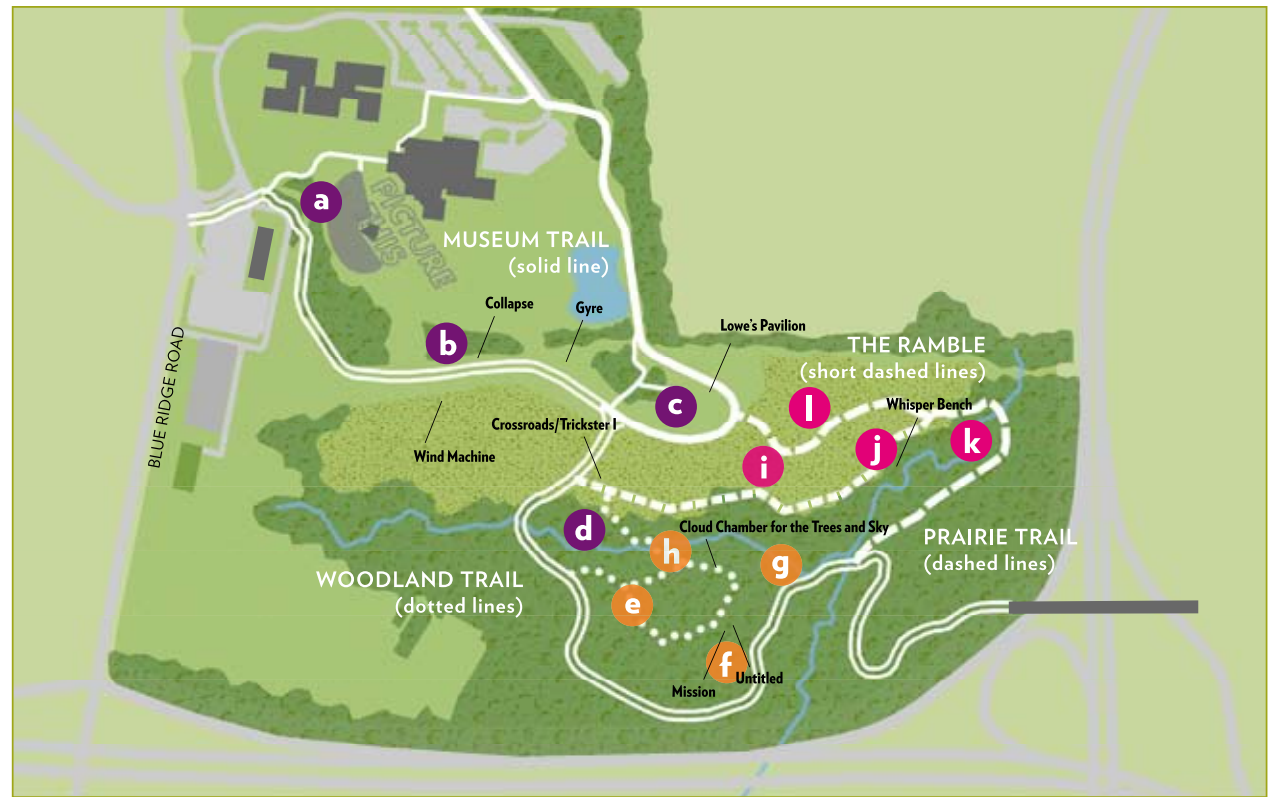 a
PICTURE
THIS
MUSEUM TRAIL
(solid line)
Collapse
Gyre
b
Lowe's Pavilion
THE RAMBLE
(short dashed lines)
BLUE RIDGE ROAD
c
l
Whisper Bench
Crossroads/Trickster I
Wind Machine
i
j
k
d
Cloud Chamber for the Trees and Sky
h
g
PRAIRIE TRAIL
(dashed lines)
WOODLAND TRAIL
(dotted lines)
e
f
Untitled
Mission